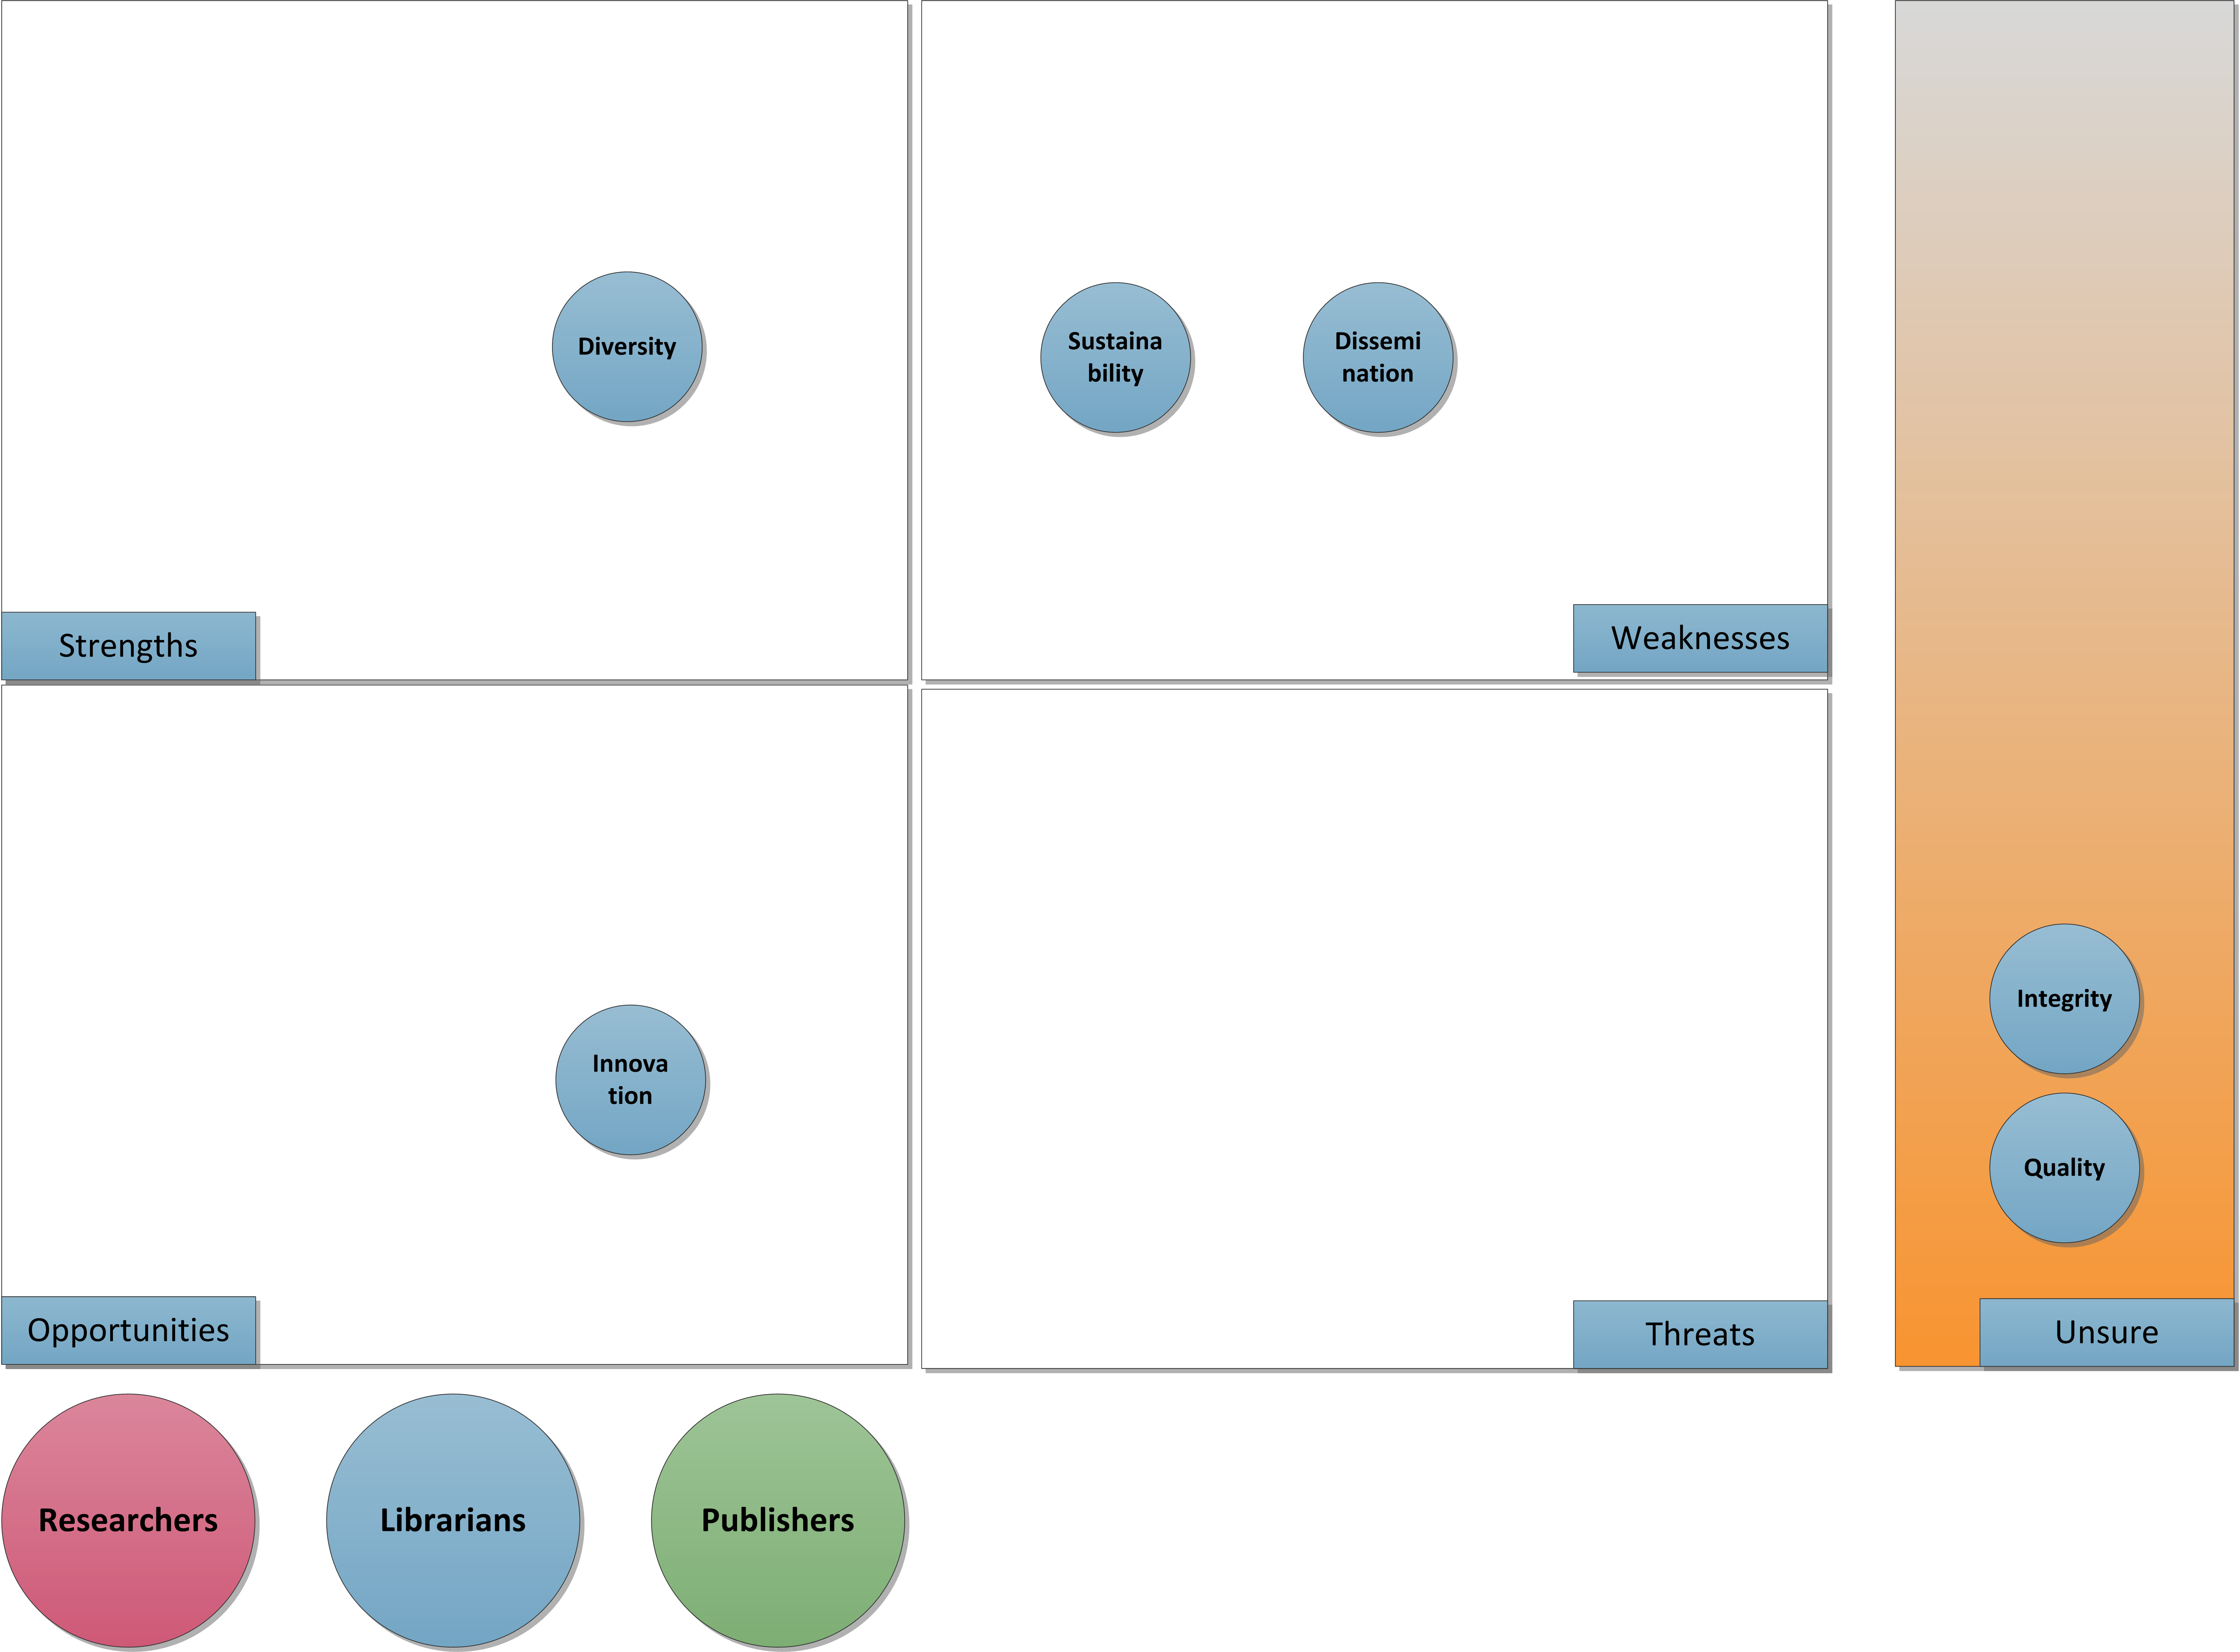 Diversity
Strengths
Sustaina
bility
Dissemi
nation
Weaknesses
Innova
tion
Opportunities
Threats
Integrity
Quality
Unsure
Researchers
Librarians
Publishers